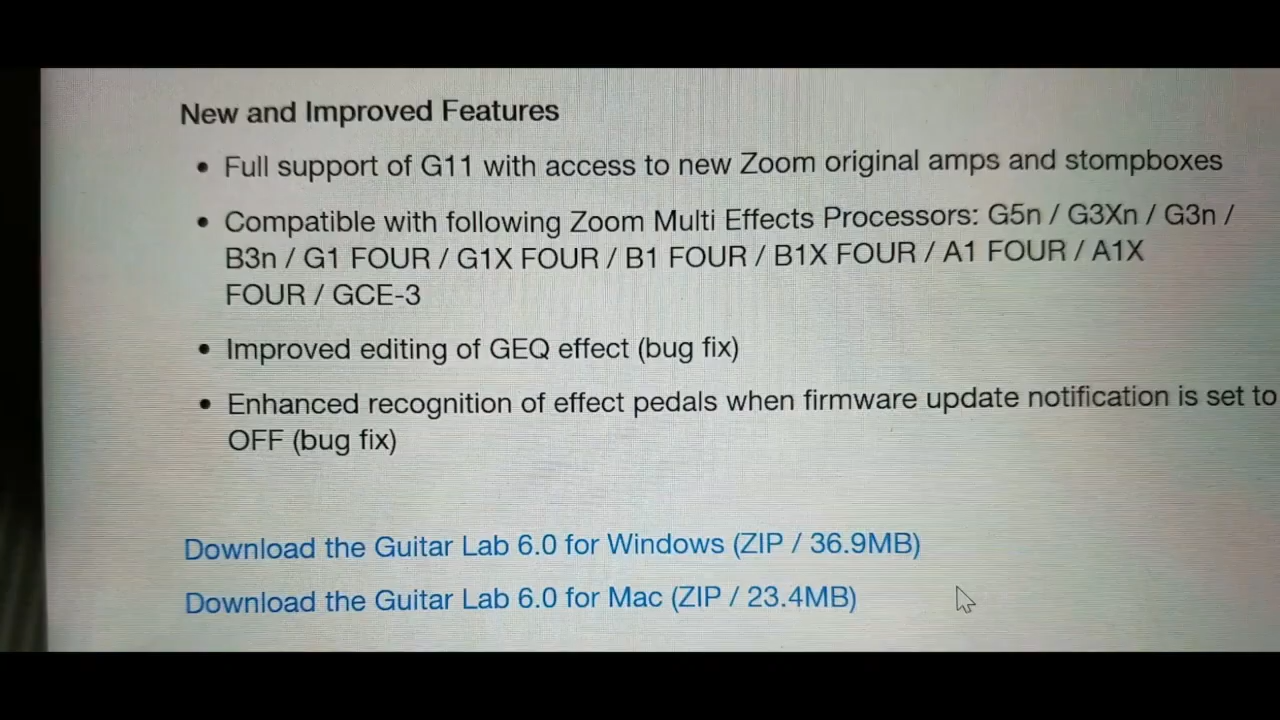 New and Improved Features
• Full support of G11 with access to new Zoom original amps and stompboxes
• Compatible with following Zoom Multi Effects Processors: G5n / G3Xn / G3n /
B3n / G1 FOUR / G1X FOUR / B1 FOUR / B1X FOUR / A1 FOUR / A1X
FOUR / GCE-3
• Improved editing of GEQ effect (bug fix)
• Enhanced recognition of effect pedals when firmware update notification is set to
OFF (bug fix)
Download the Guitar Lab 6.0 for Windows (ZIP / 36.9MB)
Download the Guitar Lab 6.0 for Mac (ZIP / 23.4MB)